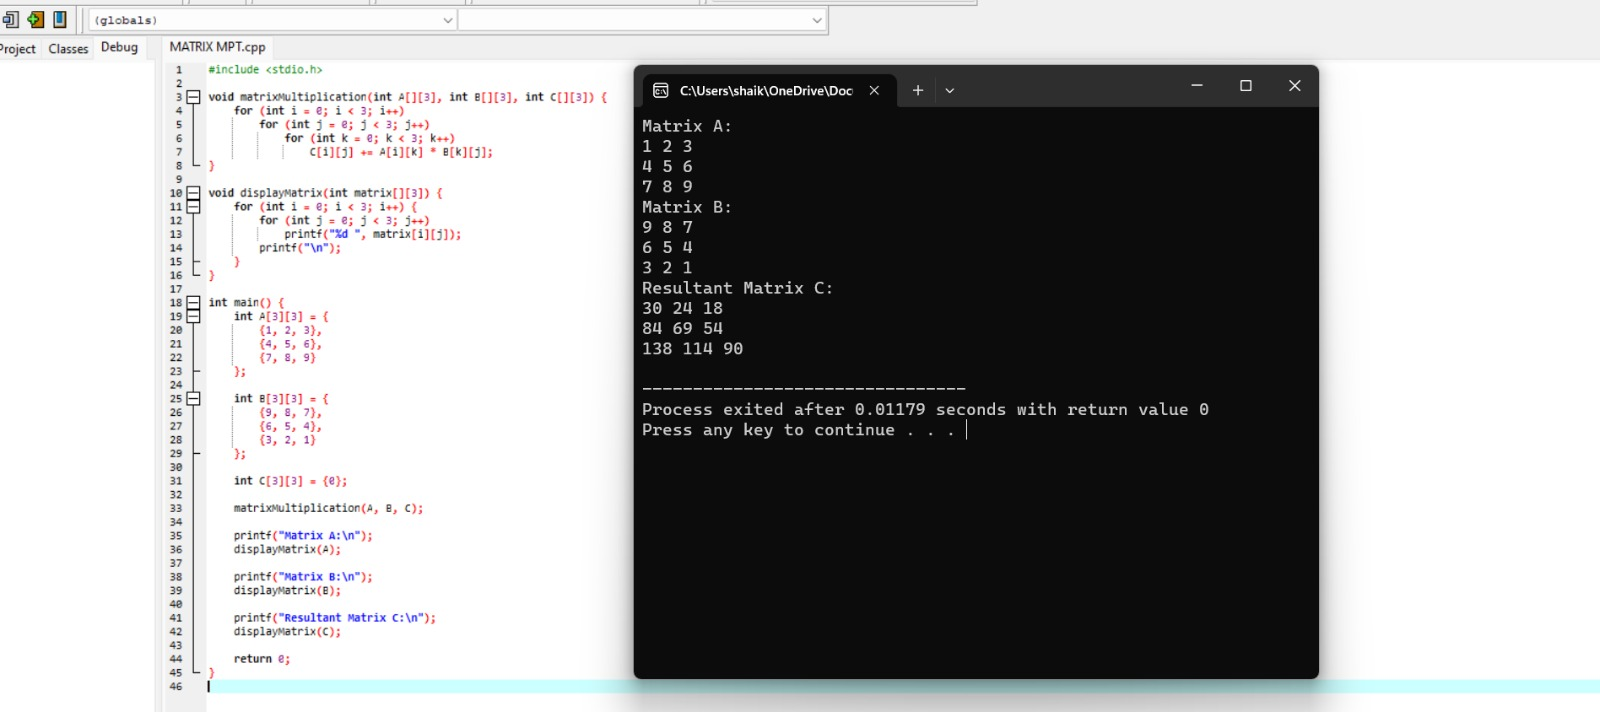 (globals)
Project Classes Debug
MATRIX MPT.cpp
1 #include <stdio.h>
2
3 void matrixMultiplication(int A[][3], int B[][3], int C[][3]) {
4 for (int i = 0; i < 3; i++)
5 for (int j = 0; j < 3; j++)
6 for (int k = 0; k < 3; k++)
7 C[i][j] += A[i][k] * B[k][j];
8 }
9
10 void displayMatrix(int matrix[][3]) {
11 for (int i = 0; i < 3; i++) {
12 for (int j = 0; j < 3; j++)
13 printf("%d ", matrix[i][j]);
14 printf("\n");
15 }
16 }
17
18 int main() {
19 int A[3][3] = {
20 {1, 2, 3},
21 {4, 5, 6},
22 {7, 8, 9}
23 };
24
25 int B[3][3] = {
26 {9, 8, 7},
27 {6, 5, 4},
28 {3, 2, 1}
29 };
30
31 int C[3][3] = {0};
32
33 matrixMultiplication(A, B, C);
34
35 printf("Matrix A:\n");
36 displayMatrix(A);
37
38 printf("Matrix B:\n");
39 displayMatrix(B);
40
41 printf("Resultant Matrix C:\n");
42 displayMatrix(C);
43
44 return 0;
45 }
46
C:\Users\shaik\OneDrive\Doc
Matrix A:
1 2 3
4 5 6
7 8 9
Matrix B:
9 8 7
6 5 4
3 2 1
Resultant Matrix C:
30 24 18
84 69 54
138 114 90
--------------------------------
Process exited after 0.01179 seconds with return value 0
Press any key to continue . . .